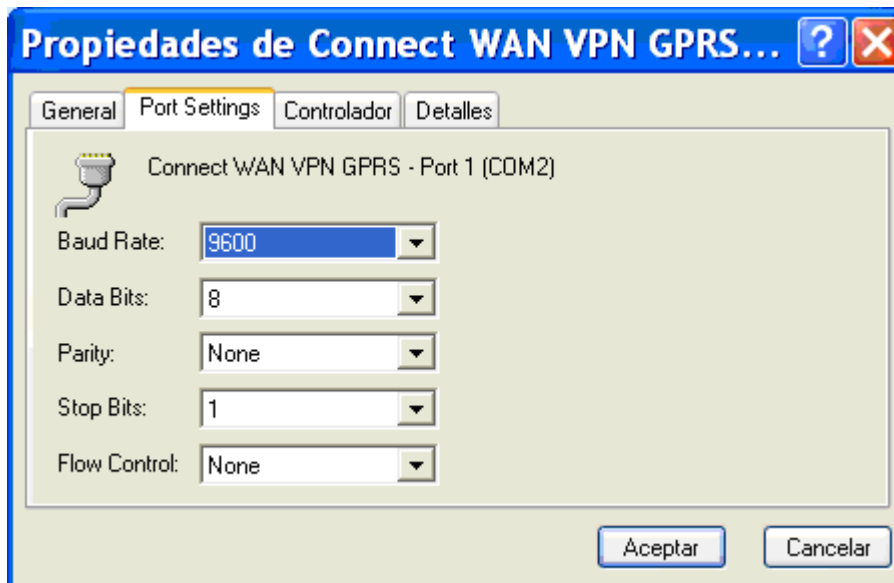 Propiedades de Connect WAN VPN GPRS...
General Port Settings Controlador Detalles
Connect WAN VPN GPRS - Port 1 (COM2)
Baud Rate: 9600
Data Bits: 8
Parity: None
Stop Bits: 1
Flow Control: None
Aceptar Cancelar